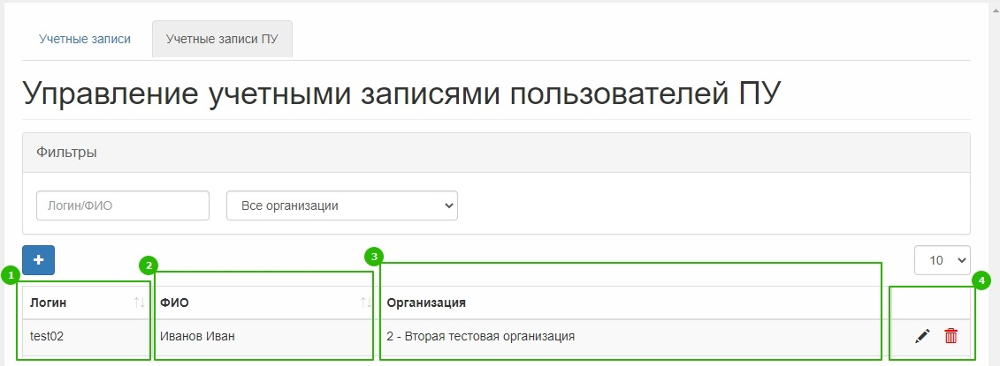 Учетные записи Учетные записи ПУ
Управление учетными записями пользователей ПУ
Фильтры
Логин/ФИО Все организации
+ 10
1 2 3 4
Логин ФИО Организация
test02 Иванов Иван 2 - Вторая тестовая организация